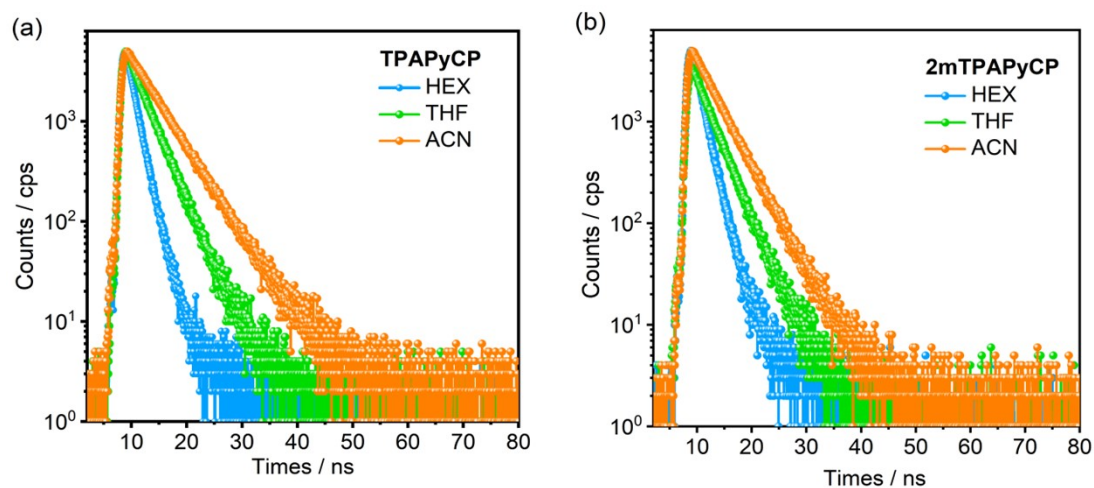 (a)
TPAPyCP
HEX
THF
ACN
Counts / cps
10³
10²
10¹
10⁰
10 20 30 40 50 60 70 80
Times / ns
(b)
2mTPAPyCP
HEX
THF
ACN
Counts / cps
10³
10²
10¹
10⁰
10 20 30 40 50 60 70 80
Times / ns